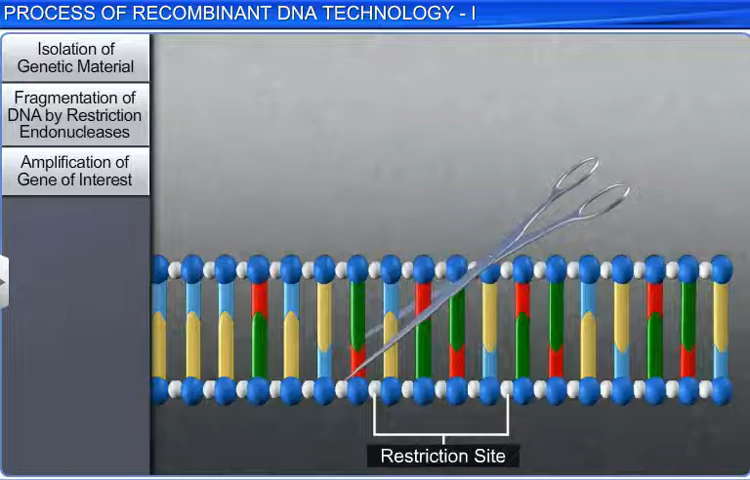 PROCESS OF RECOMBINANT DNA TECHNOLOGY - I
Isolation of
Genetic Material
Fragmentation of
DNA by Restriction
Endonucleases
Amplification of
Gene of Interest
Restriction Site